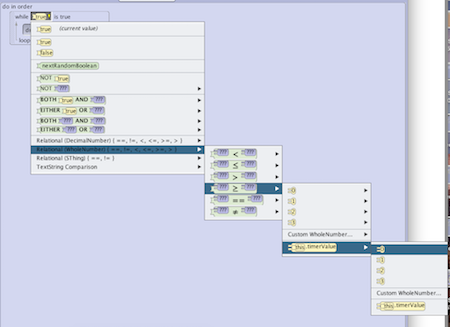 do in order
while true is true
loop
true (current value)
true
false
nextRandomBoolean
NOT true
NOT ???
BOTH true AND ???
EITHER true OR ???
BOTH ??? AND ???
EITHER ??? OR ???
Relational (DecimalNumber) { ==, !=, <, <=, >=, > }
Relational (WholeNumber) { ==, !=, <, <=, >=, > }
Relational (SThing) { ==, != }
TextString Comparison
??? < ???
??? ≤ ???
??? > ???
??? ≥ ???
??? == ???
??? ≠ ???
0
1
2
3
Custom WholeNumber...
this.timerValue
0
1
2
3
Custom WholeNumber...
this.timerValue